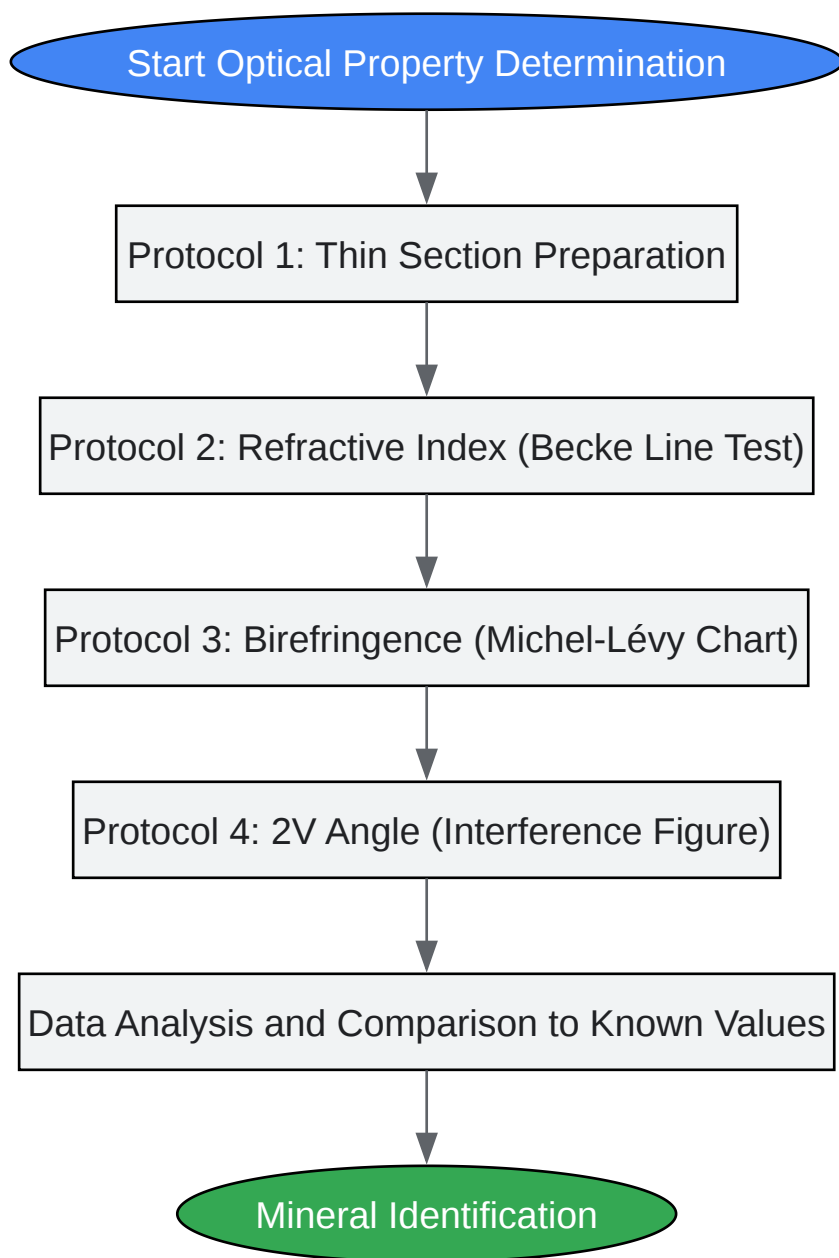 Start Optical Property Determination
Protocol 1: Thin Section Preparation
Protocol 2: Refractive Index (Becke Line Test)
Protocol 3: Birefringence (Michel-Lévy Chart)
Protocol 4: 2V Angle (Interference Figure)
Data Analysis and Comparison to Known Values
Mineral Identification